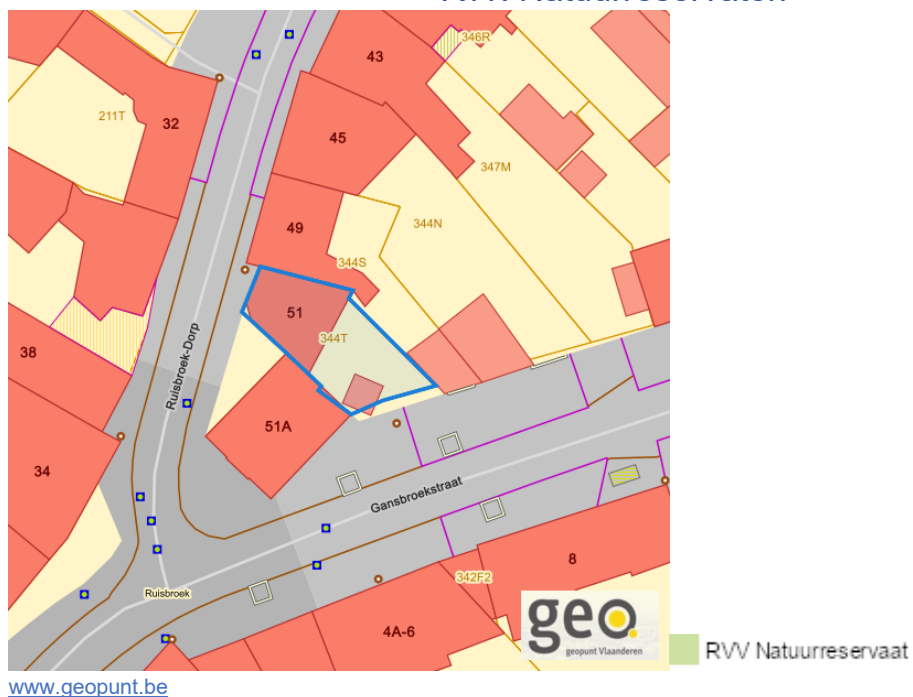 RVV Natuurreservaten
346R
43
211T
32
45
347M
344N
49
344S
51
344T
38
Ruisbroek-Dorp
51A
34
Gansbroekstraat
8
342F2
Ruisbroek
4A-6
geo.
geopunt Vlaanderen
RVV Natuurreservaat
www.geopunt.be